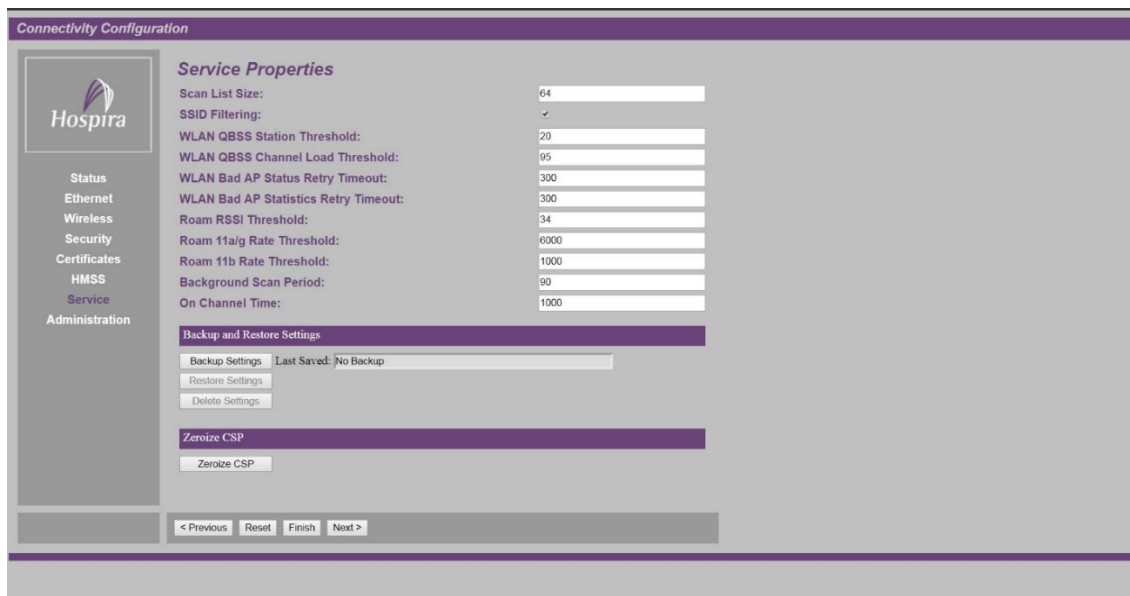 Connectivity Configuration
Hospira
Status
Ethernet
Wireless
Security
Certificates
HMSS
Service
Administration
Service Properties
Scan List Size: 64
SSID Filtering:
WLAN QBSS Station Threshold: 20
WLAN QBSS Channel Load Threshold: 95
WLAN Bad AP Status Retry Timeout: 300
WLAN Bad AP Statistics Retry Timeout: 300
Roam RSSI Threshold: 34
Roam 11a/g Rate Threshold: 6000
Roam 11b Rate Threshold: 1000
Background Scan Period: 90
On Channel Time: 1000
Backup and Restore Settings
Backup Settings Last Saved: No Backup
Restore Settings
Delete Settings
Zeroize CSP
Zeroize CSP
< Previous Reset Finish Next >